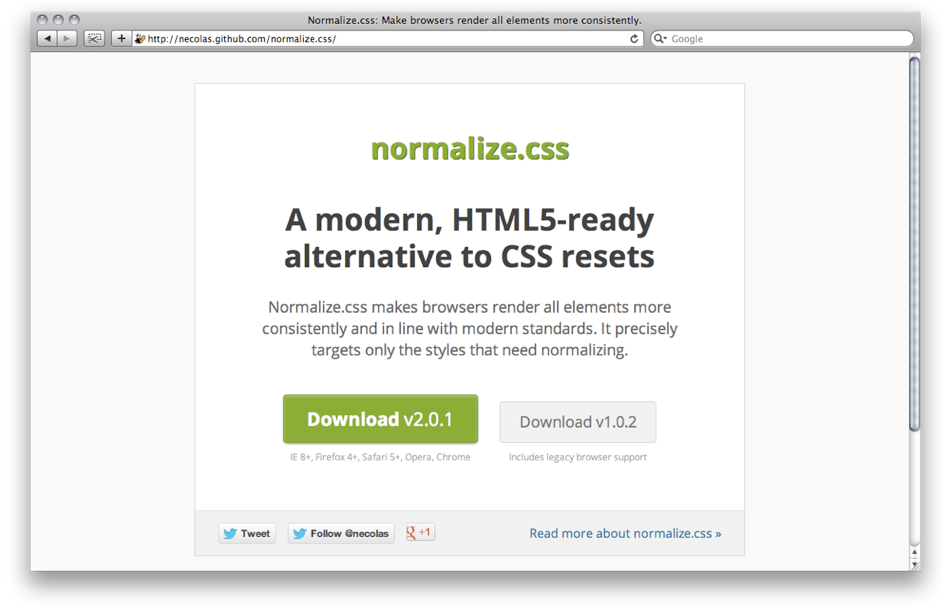 Normalize.css: Make browsers render all elements more consistently.
http://necolas.github.com/normalize.css/
Google
normalize.css
A modern, HTML5-ready
alternative to CSS resets
Normalize.css makes browsers render all elements more
consistently and in line with modern standards. It precisely
targets only the styles that need normalizing.
Download v2.0.1
Download v1.0.2
IE 8+, Firefox 4+, Safari 5+, Opera, Chrome
Includes legacy browser support
Tweet
Follow @necolas
g +1
Read more about normalize.css »